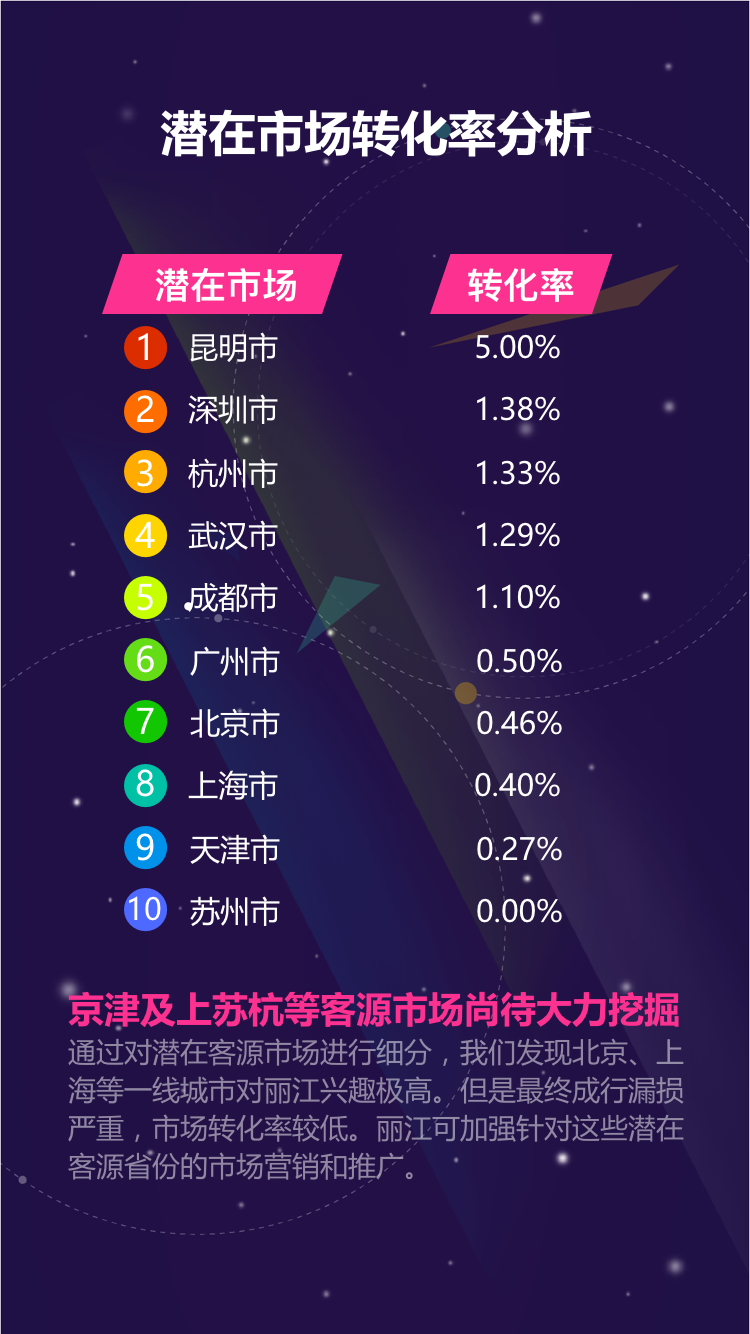 潜在市场转化率分析
潜在市场 转化率
1 昆明市 5.00%
2 深圳市 1.38%
3 杭州市 1.33%
4 武汉市 1.29%
5 成都市 1.10%
6 广州市 0.50%
7 北京市 0.46%
8 上海市 0.40%
9 天津市 0.27%
10 苏州市 0.00%
京津及上苏杭等客源市场尚待大力挖掘
通过对潜在客源市场进行细分，我们发现北京、上
海等一线城市对丽江兴趣极高。但是最终成行漏损
严重，市场转化率较低。丽江可加强针对这些潜在
客源省份的市场营销和推广。